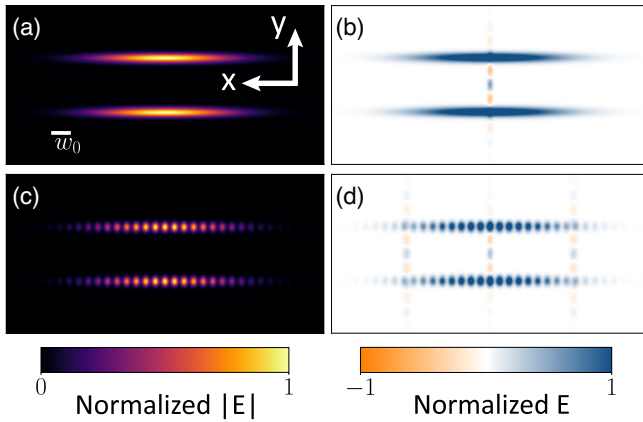 (a)
y
x
w₀
(b)
(c)
(d)
0 1
Normalized |E|
−1 1
Normalized E